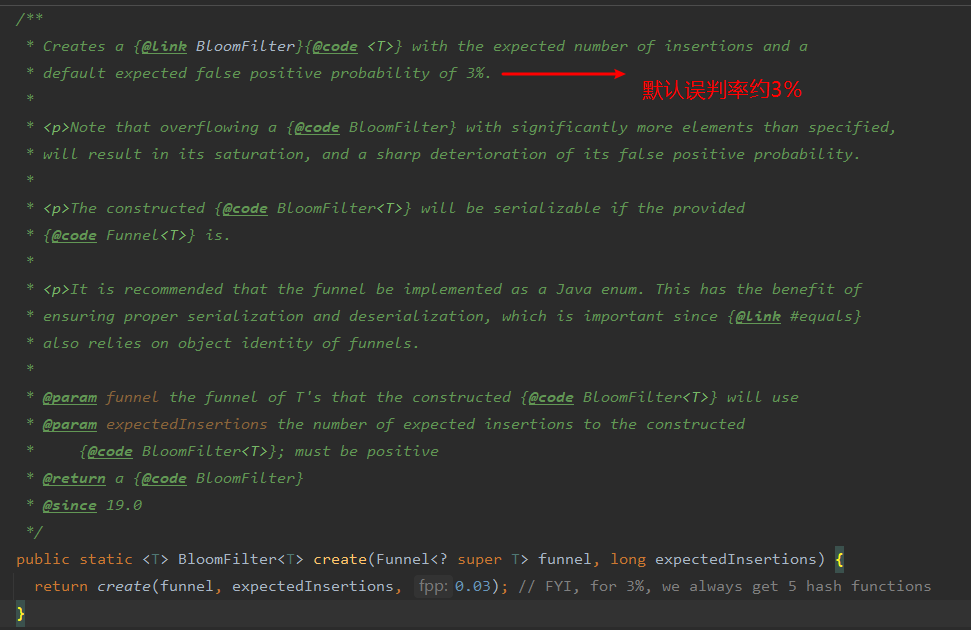 /**
* Creates a {@link BloomFilter}{@code <T>} with the expected number of insertions and a
* default expected false positive probability of 3%.
默认误判率约3%
*
* <p>Note that overflowing a {@code BloomFilter} with significantly more elements than specified,
* will result in its saturation, and a sharp deterioration of its false positive probability.
*
* <p>The constructed {@code BloomFilter<T>} will be serializable if the provided
* {@code Funnel<T>} is.
*
* <p>It is recommended that the funnel be implemented as a Java enum. This has the benefit of
* ensuring proper serialization and deserialization, which is important since {@link #equals}
* also relies on object identity of funnels.
*
* @param funnel the funnel of T's that the constructed {@code BloomFilter<T>} will use
* @param expectedInsertions the number of expected insertions to the constructed
*     {@code BloomFilter<T>}; must be positive
* @return a {@code BloomFilter}
* @since 19.0
*/
public static <T> BloomFilter<T> create(Funnel<? super T> funnel, long expectedInsertions) {
  return create(funnel, expectedInsertions, fpp: 0.03); // FYI, for 3%, we always get 5 hash functions
}